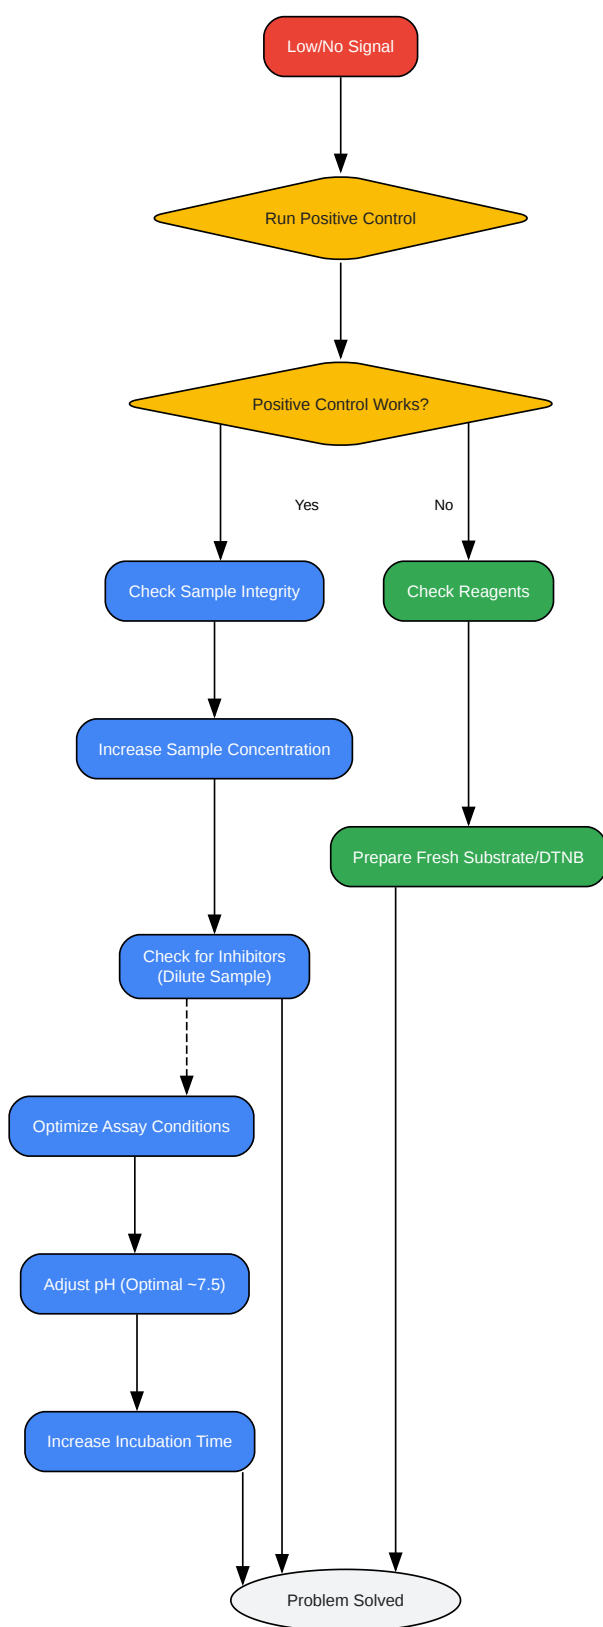 Low/No Signal
Run Positive Control
Positive Control Works?
Yes
No
Check Sample Integrity
Check Reagents
Increase Sample Concentration
Prepare Fresh Substrate/DTNB
Check for Inhibitors
(Dilute Sample)
Optimize Assay Conditions
Adjust pH (Optimal ~7.5)
Increase Incubation Time
Problem Solved